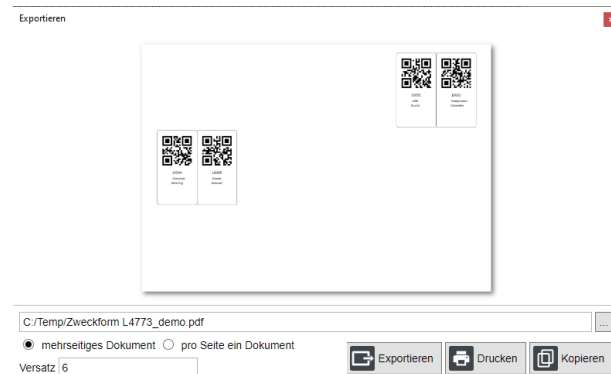 Exportieren
C:/Temp/Zweckform L4773_demo.pdf
...
mehrseitiges Dokument
pro Seite ein Dokument
Versatz 6
Exportieren
Drucken
Kopieren